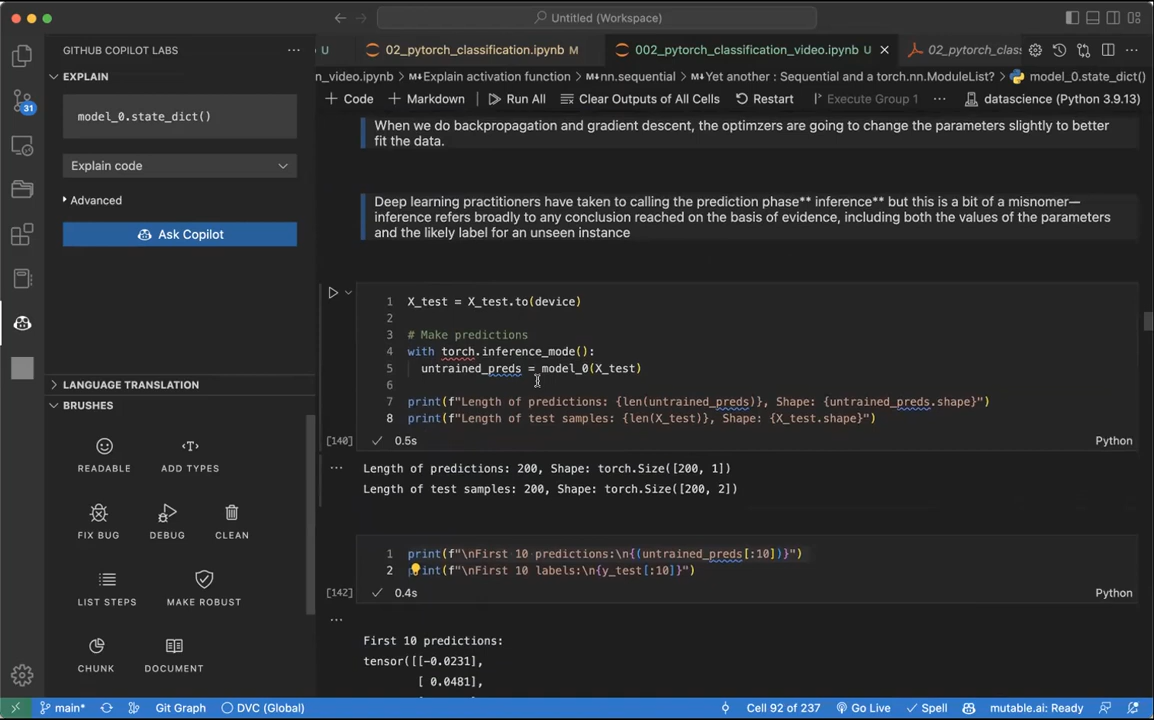 Untitled (Workspace)
GITHUB COPILOT LABS
EXPLAIN
model_0.state_dict()
Explain code
Advanced
Ask Copilot
LANGUAGE TRANSLATION
BRUSHES
READABLE
ADD TYPES
FIX BUG
DEBUG
CLEAN
LIST STEPS
MAKE ROBUST
CHUNK
DOCUMENT
31
U
02_pytorch_classification.ipynb M
002_pytorch_classification_video.ipynb U
02_pytorch_clas
n_video.ipynb > Explain activation function > nn.sequential > Yet another : Sequential and a torch.nn.ModuleList? > model_0.state_dict()
+ Code + Markdown Run All Clear Outputs of All Cells Restart Execute Group 1 ... datascience (Python 3.9.13)
When we do backpropagation and gradient descent, the optimzers are going to change the parameters slightly to better
fit the data.
Deep learning practitioners have taken to calling the prediction phase** inference** but this is a bit of a misnomer—
inference refers broadly to any conclusion reached on the basis of evidence, including both the values of the parameters
and the likely label for an unseen instance
1 X_test = X_test.to(device)
2
3 # Make predictions
4 with torch.inference_mode():
5 untrained_preds = model_0(X_test)
6
7 print(f"Length of predictions: {len(untrained_preds)}, Shape: {untrained_preds.shape}")
8 print(f"Length of test samples: {len(X_test)}, Shape: {X_test.shape}")
[140] 0.5s Python
Length of predictions: 200, Shape: torch.Size([200, 1])
Length of test samples: 200, Shape: torch.Size([200, 2])
1 print(f"\nFirst 10 predictions:\n{(untrained_preds[:10])}")
2 rint(f"\nFirst 10 labels:\n{y_test[:10]}")
[142] 0.4s Python
First 10 predictions:
tensor([[-0.0231],
[ 0.0481],
main* Git Graph DVC (Global) Cell 92 of 237 Go Live Spell mutable.ai: Ready